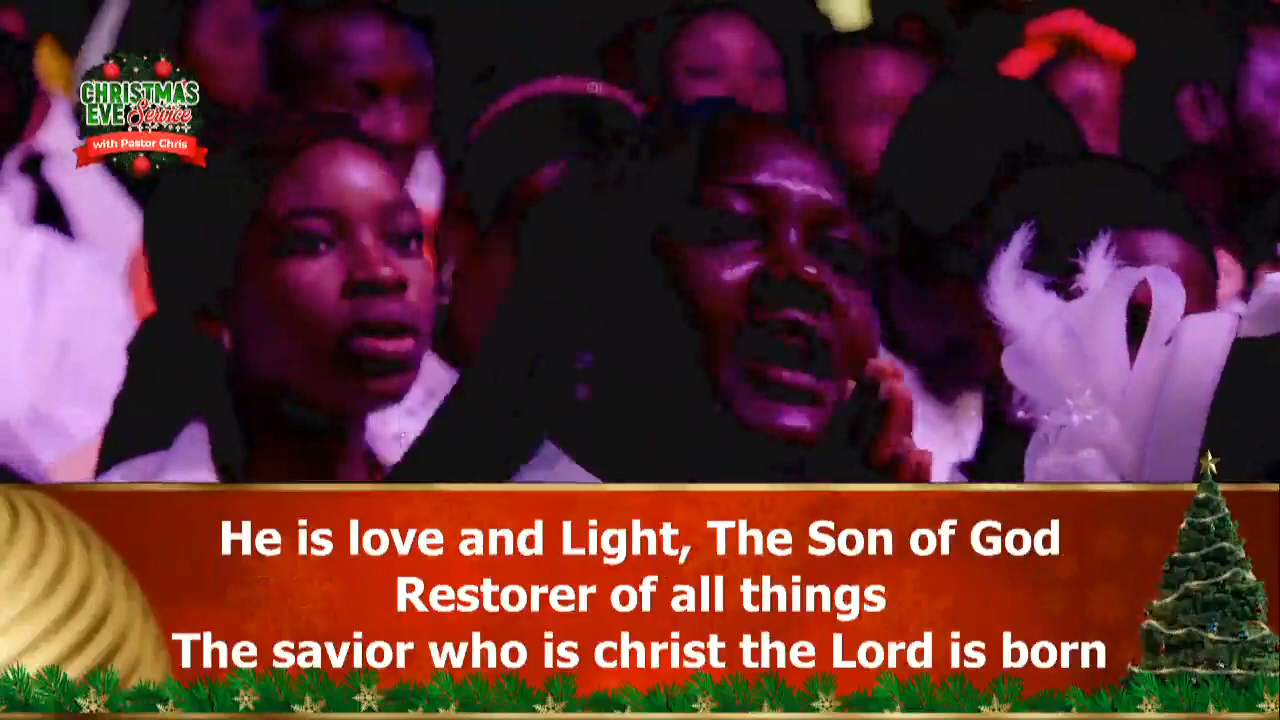 CHRISTMAS
EVE Service
with Pastor Chris
He is love and Light, The Son of God
Restorer of all things
The savior who is christ the Lord is born